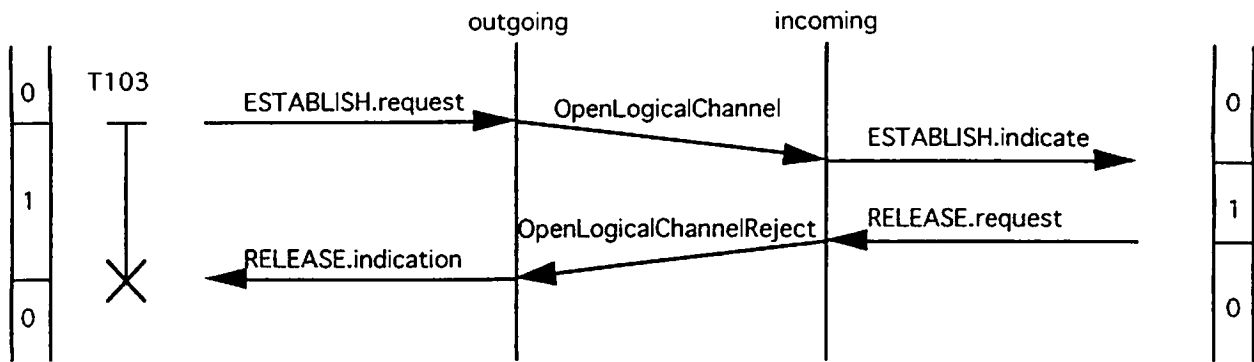 outgoing
incoming
T103
0
0
ESTABLISH.request
OpenLogicalChannel
ESTABLISH.indicate
1
1
OpenLogicalChannelReject
RELEASE.request
RELEASE.indication
0
0